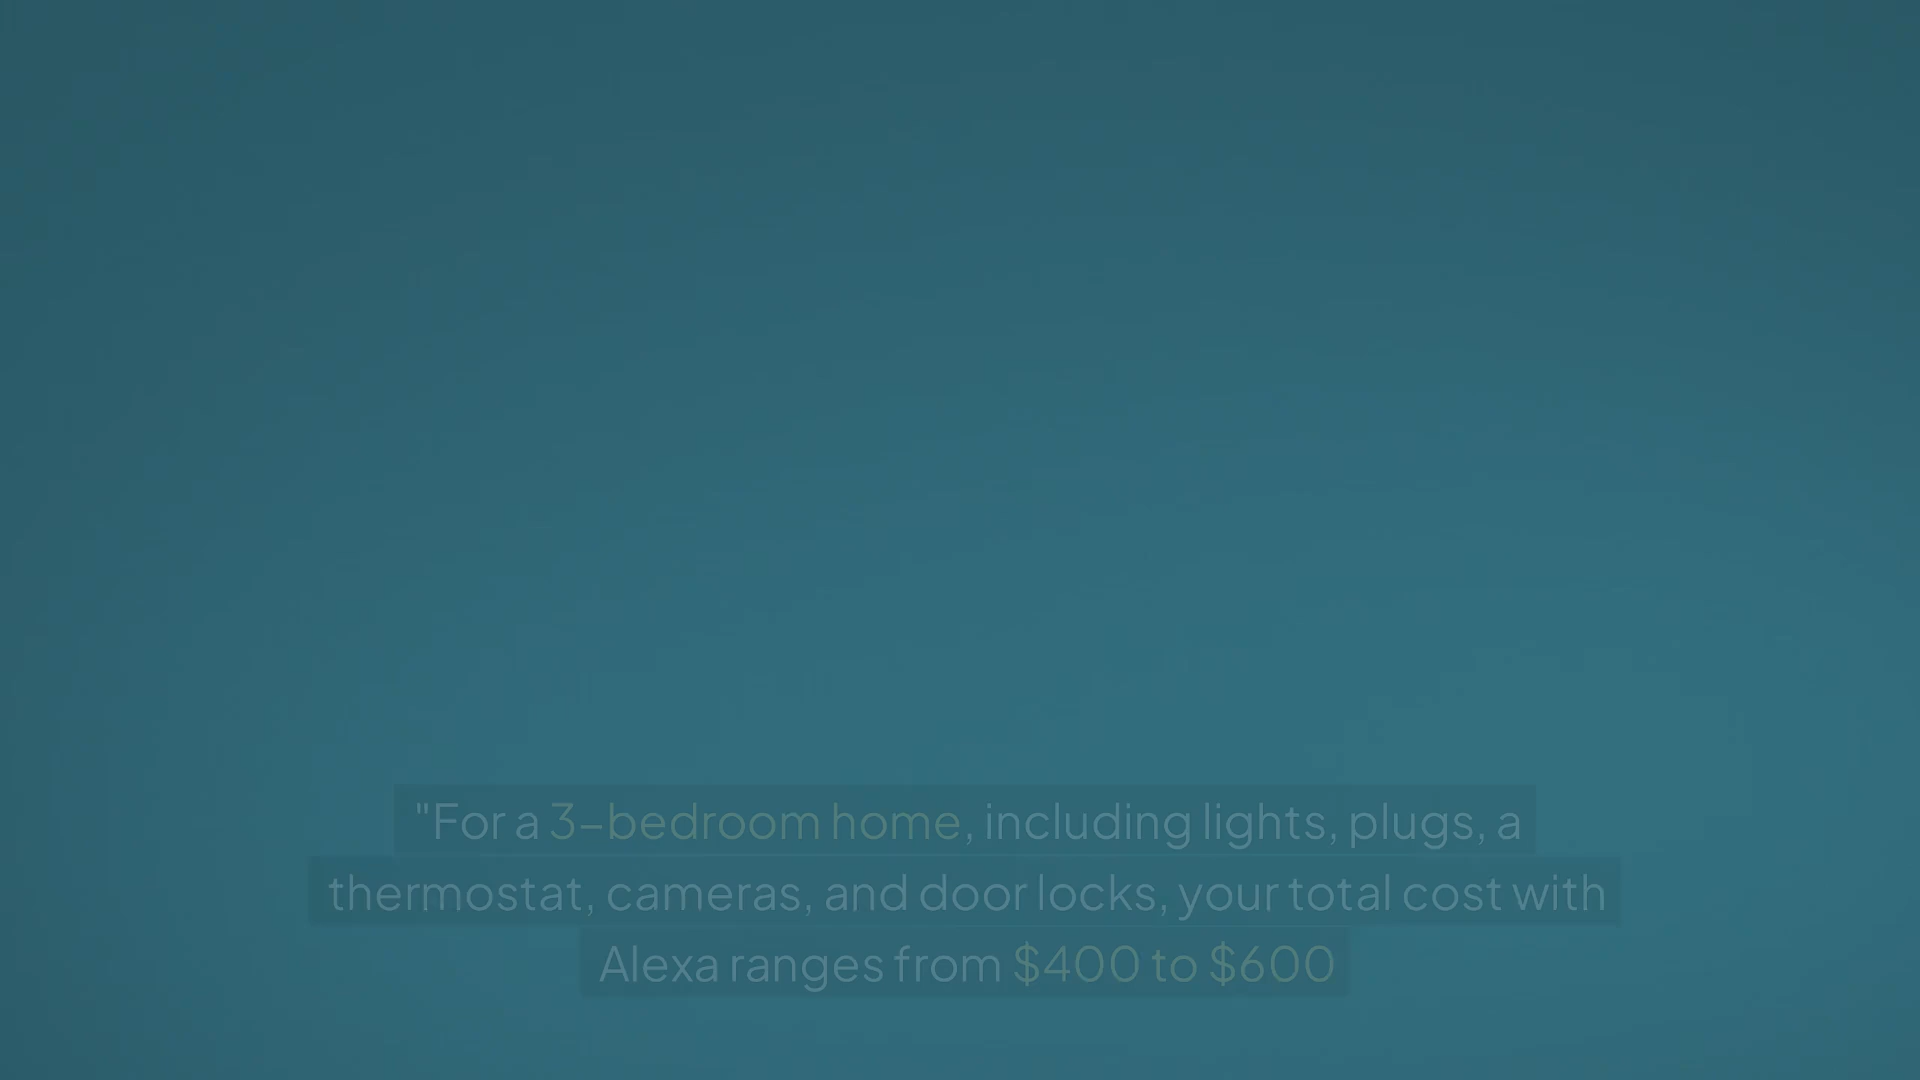 "For a 3-bedroom home, including lights, plugs, a
thermostat, cameras, and door locks, your total cost with
Alexa ranges from $400 to $600